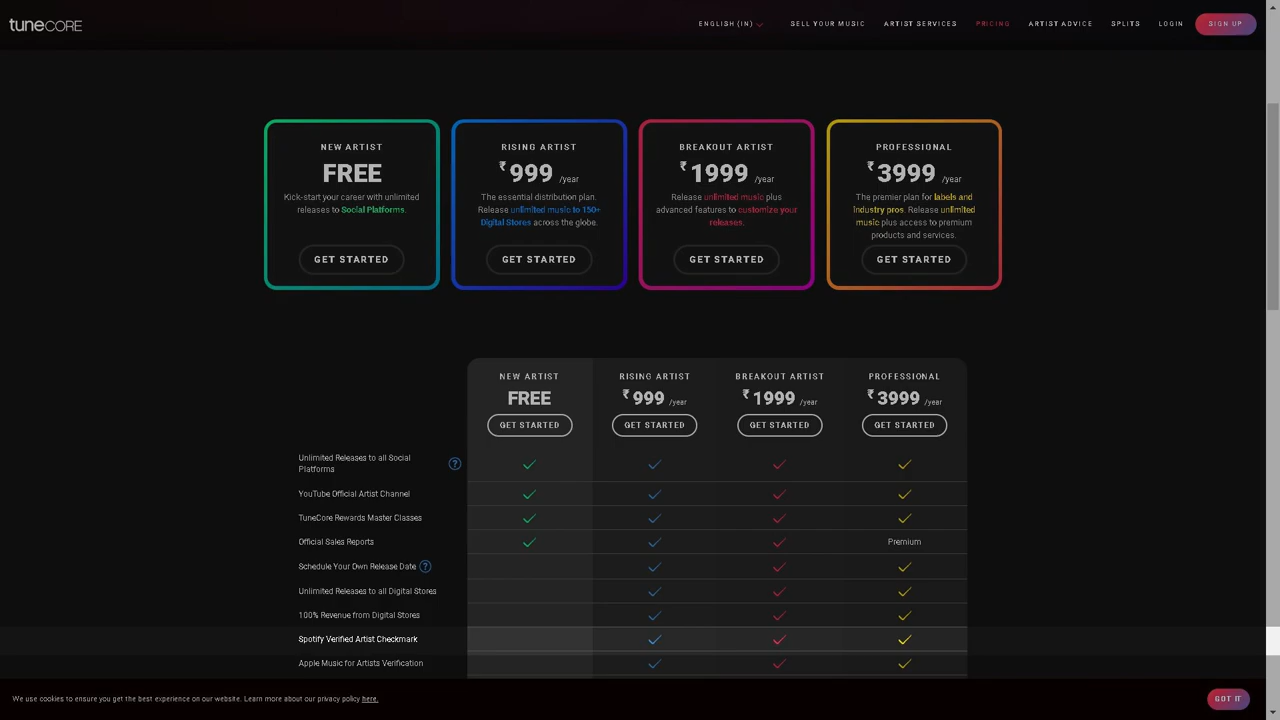 tuneCORE
ENGLISH (IN) SELL YOUR MUSIC ARTIST SERVICES PRICING ARTIST ADVICE SPLITS LOGIN SIGN UP
NEW ARTIST
FREE
Kick-start your career with unlimited
releases to Social Platforms.
GET STARTED
RISING ARTIST
₹999 /year
The essential distribution plan.
Release unlimited music to 150+
Digital Stores across the globe.
GET STARTED
BREAKOUT ARTIST
₹1999 /year
Release unlimited music plus
advanced features to customize your
releases.
GET STARTED
PROFESSIONAL
₹3999 /year
The premier plan for labels and
industry pros. Release unlimited
music plus access to premium
products and services.
GET STARTED
NEW ARTIST RISING ARTIST BREAKOUT ARTIST PROFESSIONAL
FREE ₹999 /year ₹1999 /year ₹3999 /year
GET STARTED GET STARTED GET STARTED GET STARTED
Unlimited Releases to all Social
Platforms ?
YouTube Official Artist Channel
TuneCore Rewards Master Classes
Official Sales Reports Premium
Schedule Your Own Release Date ?
Unlimited Releases to all Digital Stores
100% Revenue from Digital Stores
Spotify Verified Artist Checkmark
Apple Music for Artists Verification
We use cookies to ensure you get the best experience on our website. Learn more about our privacy policy here. GOT IT